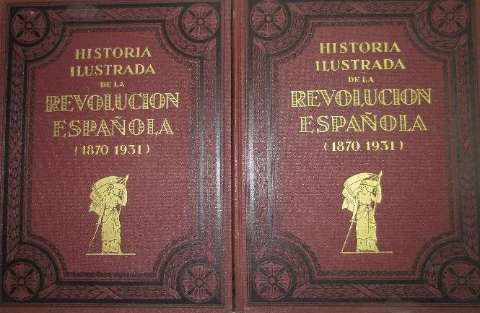 HISTORIA
ILUSTRADA
DE LA
REVOLUCION
ESPAÑOLA
(1870 1931)
HISTORIA
ILUSTRADA
DE LA
REVOLUCION
ESPAÑOLA
(1870 1931)